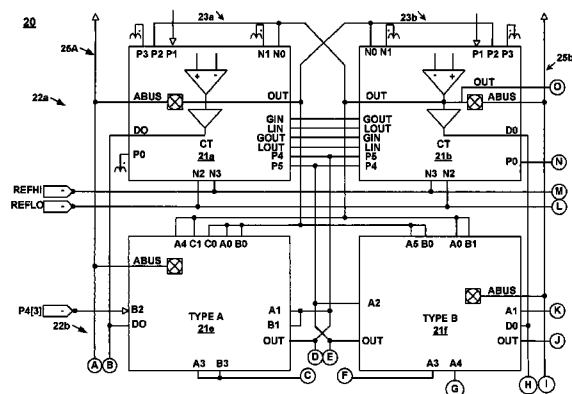 20
23a
23b
25A
P3 P2 P1
N1 N0
N0 N1
P1 P2 P3
25b
OUT
O
22a
ABUS
OUT
OUT
ABUS
DO
GIN
LIN
GOUT
LOUT
P4
P5
GOUT
LOUT
GIN
LIN
P5
P4
D0
P0
CT
21a
CT
21b
P0
N
N2 N3
N3 N2
REFHI
M
REFLO
L
A4 C1 C0 A0 B0
A5 B0 A0 B1
ABUS
ABUS
P4[3]
B2
TYPE A
21e
A1
B1
A2
TYPE B
21f
A1
K
22b
DO
OUT
OUT
D0
OUT
J
A B
A3 B3
C
D E
F
A3 A4
G
H I